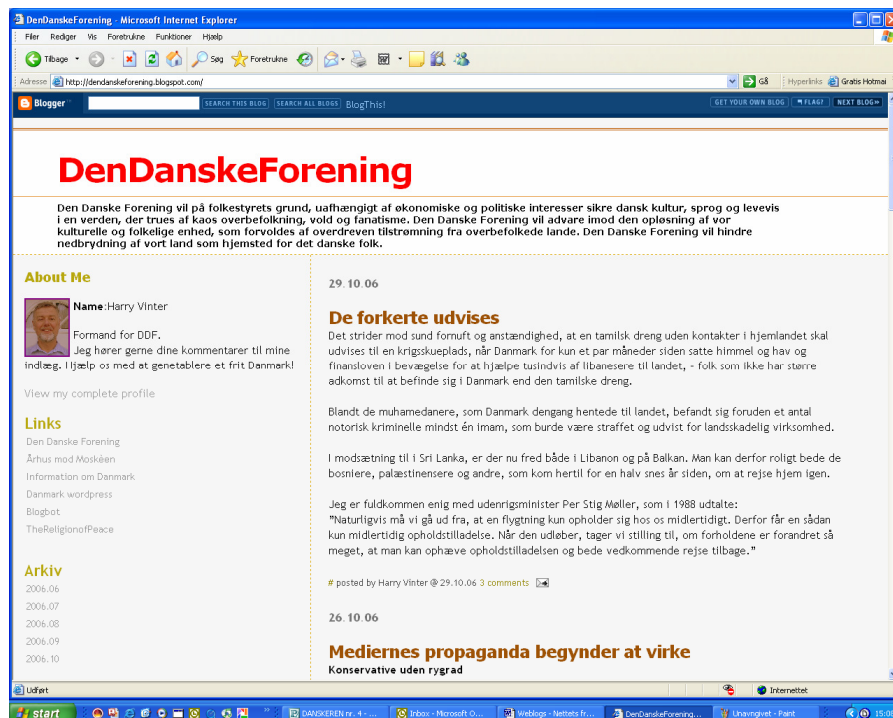 DenDanskeForening - Microsoft Internet Explorer
Filer Rediger Vis Foretrukne Funktioner Hjælp
Tilbage Søg Foretrukne
Adresse http://dendanskeforening.blogspot.com/ Gå Hyperlinks Gratis Hotmai
Blogger SEARCH THIS BLOG SEARCH ALL BLOGS BlogThis! GET YOUR OWN BLOG FLAG? NEXT BLOG»
DenDanskeForening
Den Danske Forening vil på folkestyrets grund, uafhængigt af økonomiske og politiske interesser sikre dansk kultur, sprog og levevis
i en verden, der trues af kaos overbefolkning, vold og fanatisme. Den Danske Forening vil advare imod den opløsning af vor
kulturelle og folkelige enhed, som forvoldes af overdreven tilstrømning fra overbefolkede lande. Den Danske Forening vil hindre
nedbrydning af vort land som hjemsted for det danske folk.
About Me
Name:Harry Vinter
Formand for DDF.
Jeg hører gerne dine kommentarer til mine
indlæg. Hjælp os med at genetablere et frit Danmark!
View my complete profile
Links
Den Danske Forening
Århus mod Moskéen
Information om Danmark
Danmark wordpress
Blogbot
TheReligionofPeace
Arkiv
2006.06
2006.07
2006.08
2006.09
2006.10
29.10.06
De forkerte udvises
Det strider mod sund fornuft og anstændighed, at en tamilsk dreng uden kontakter i hjemlandet skal
udvises til en krigsskueplads, når Danmark for kun et par måneder siden satte himmel og hav og
finansloven i bevægelse for at hjælpe tusindvis af libanesere til landet, - folk som ikke har større
adkomst til at befinde sig i Danmark end den tamilske dreng.
Blandt de muhamedanere, som Danmark dengang hentede til landet, befandt sig foruden et antal
notorisk kriminelle mindst én imam, som burde være straffet og udvist for landskadelig virksomhed.
I modsætning til i Sri Lanka, er der nu fred både i Libanon og på Balkan. Man kan derfor roligt bede de
bosniere, palæstinensere og andre, som kom hertil for en halv snes år siden, om at rejse hjem igen.
Jeg er fuldkommen enig med udenrigsminister Per Stig Møller, som i 1988 udtalte:
"Naturligvis må vi gå ud fra, at en flygtning kun opholder sig hos os midlertidigt. Derfor får en sådan
kun midlertidig opholdstilladelse. Når den udløber, tager vi stilling til, om forholdene er forandret så
meget, at man kan ophæve opholdstilladelsen og bede vedkommende rejse tilbage."
# posted by Harry Vinter @ 29.10.06 3 comments
26.10.06
Mediernes propaganda begynder at virke
Konservative uden rygrad
Udført Internettet
start DANSKEREN nr. 4 - ... Inbox - Microsoft O... Weblogs - Nettets fr... DenDanskeForening... Unavngivet - Paint